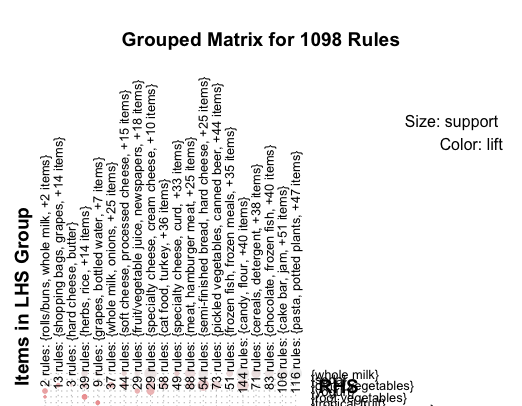 Grouped Matrix for 1098 Rules
Size: support
Color: lift
Items in LHS Group
2 rules: {rolls/buns, whole milk, +2 items}
13 rules: {shopping bags, grapes, +14 items}
3 rules: {hard cheese, butter}
39 rules: {herbs, rice, +14 items}
9 rules: {grapes, bottled water, +7 items}
37 rules: {whole milk, onions, +25 items}
44 rules: {soft cheese, processed cheese, +15 items}
29 rules: {fruit/vegetable juice, newspapers, +18 items}
29 rules: {specialty cheese, cream cheese, +10 items}
58 rules: {cat food, turkey, +36 items}
49 rules: {specialty cheese, curd, +33 items}
88 rules: {meat, hamburger meat, +25 items}
54 rules: {semi-finished bread, hard cheese, +25 items}
73 rules: {pickled vegetables, canned beer, +44 items}
51 rules: {frozen fish, frozen meals, +35 items}
144 rules: {candy, flour, +40 items}
71 rules: {cereals, detergent, +38 items}
83 rules: {chocolate, frozen fish, +40 items}
106 rules: {cake bar, jam, +51 items}
116 rules: {pasta, potted plants, +47 items}
{whole milk}
RHS
vegetables}
{root vegetables}